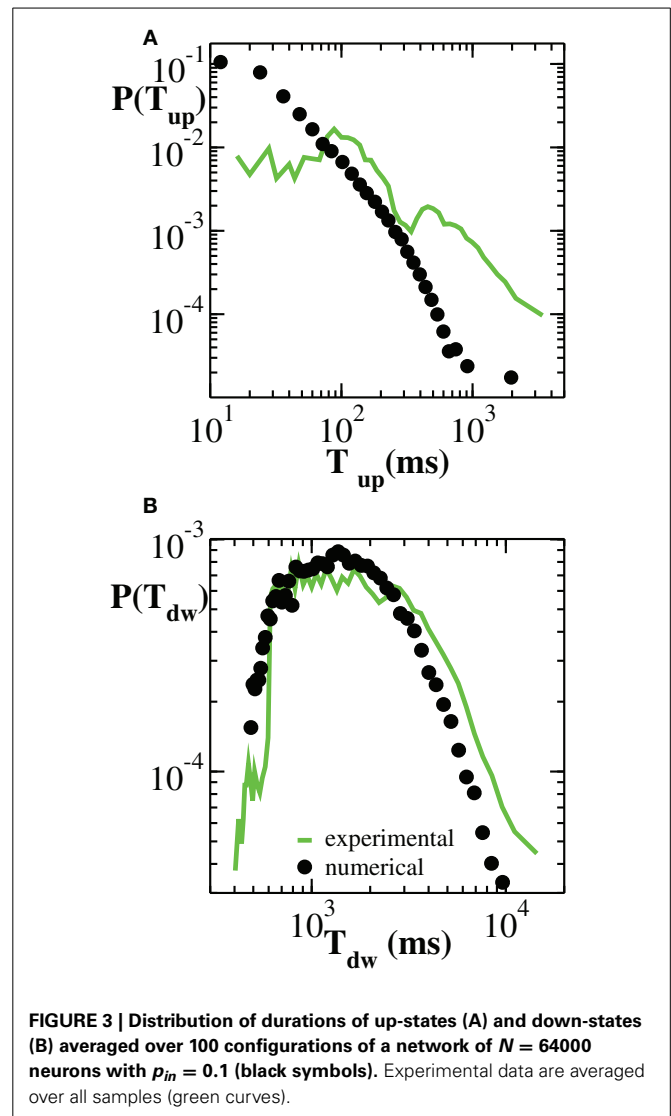 A
10^-1
P(T_up)
10^-2
10^-3
10^-4
10^1 10^2 10^3
T_up(ms)
B
10^-3
P(T_dw)
10^-4
experimental
numerical
10^3 10^4
T_dw (ms)
FIGURE 3 | Distribution of durations of up-states (A) and down-states
(B) averaged over 100 configurations of a network of N = 64000
neurons with p_in = 0.1 (black symbols). Experimental data are averaged
over all samples (green curves).